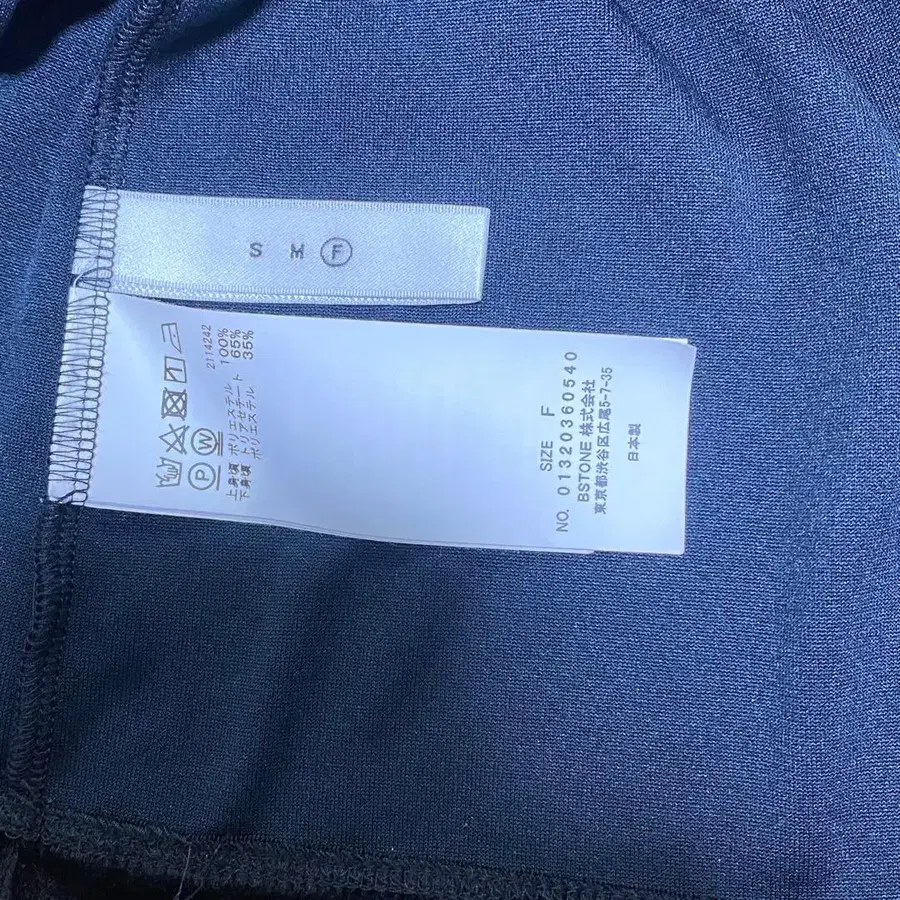 S M F
2114242
上身頃 ポリエステル 100%
下身頃 トリアセテート 65%
ポリエステル 35%
SIZE F
NO. 0132036​0540
BSTONE 株式会社
東京都渋谷区広尾5-7-35
日本製
P W